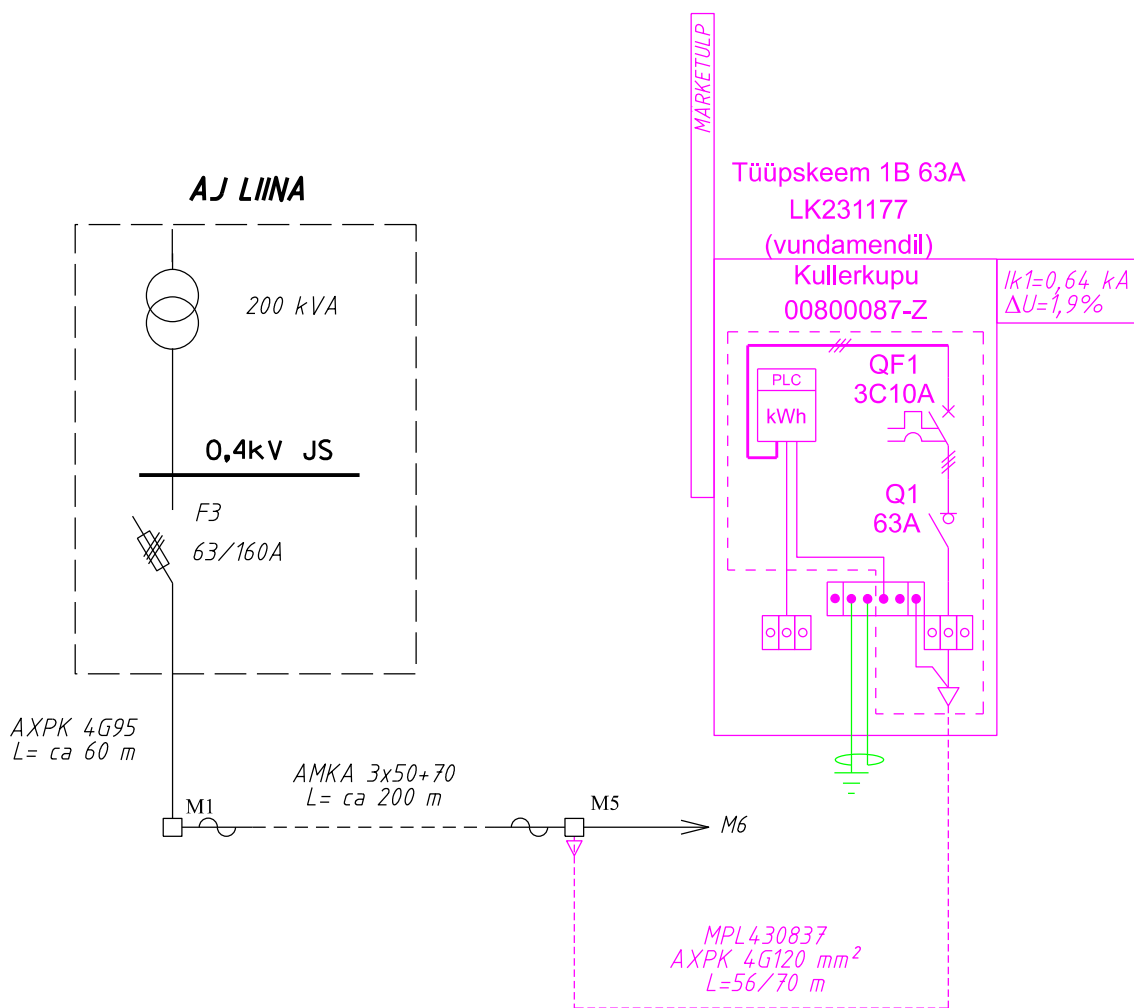 MARKETULP
Tüüpskeem 1B 63A
LK231177
(vundamendil)
Kullerkupu
00800087-Z
Ik1=0,64 kA
ΔU=1,9%
AJ LIINA
200 kVA
0,4kV JS
F3
63/160A
PLC
kWh
QF1
3C10A
Q1
63A
AXPK 4G95
L= ca 60 m
AMKA 3x50+70
L= ca 200 m
M1
M5
M6
MPL430837
AXPK 4G120 mm²
L=56/70 m